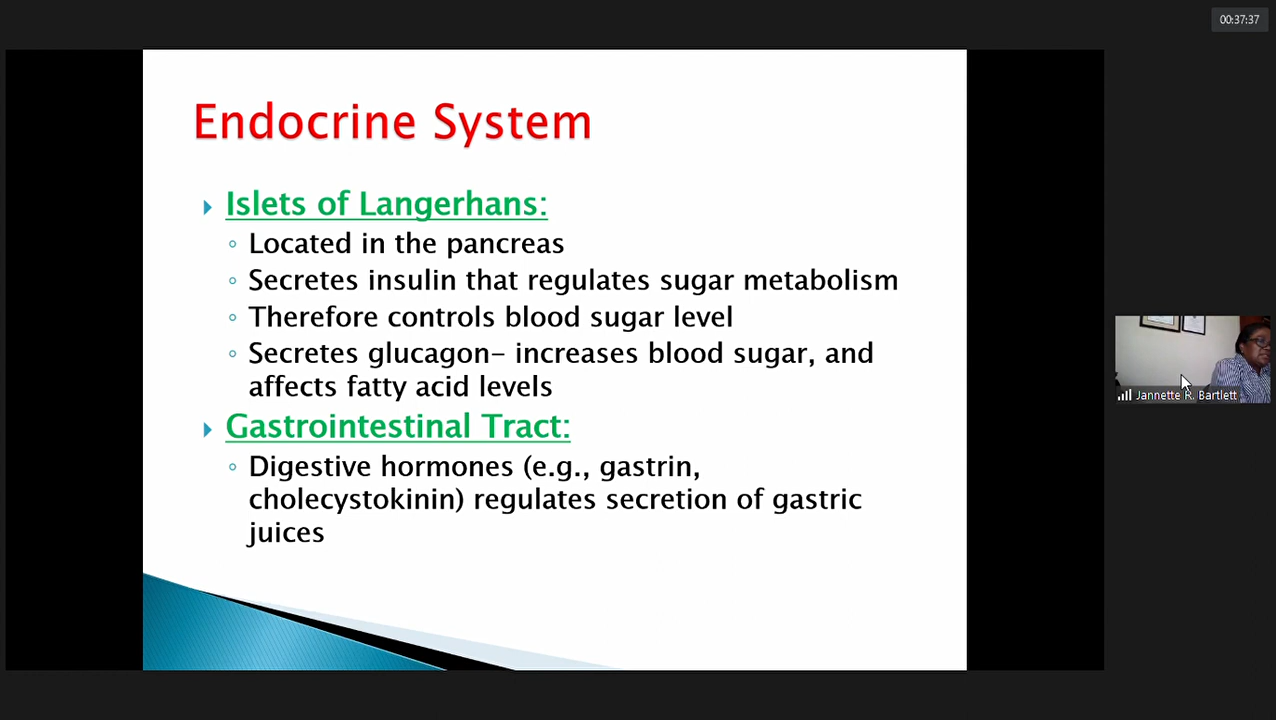 00:37:37
Endocrine System
Islets of Langerhans:
Located in the pancreas
Secretes insulin that regulates sugar metabolism
Therefore controls blood sugar level
Secretes glucagon– increases blood sugar, and
affects fatty acid levels
Gastrointestinal Tract:
Digestive hormones (e.g., gastrin,
cholecystokinin) regulates secretion of gastric
juices
Jannette R. Bartlett